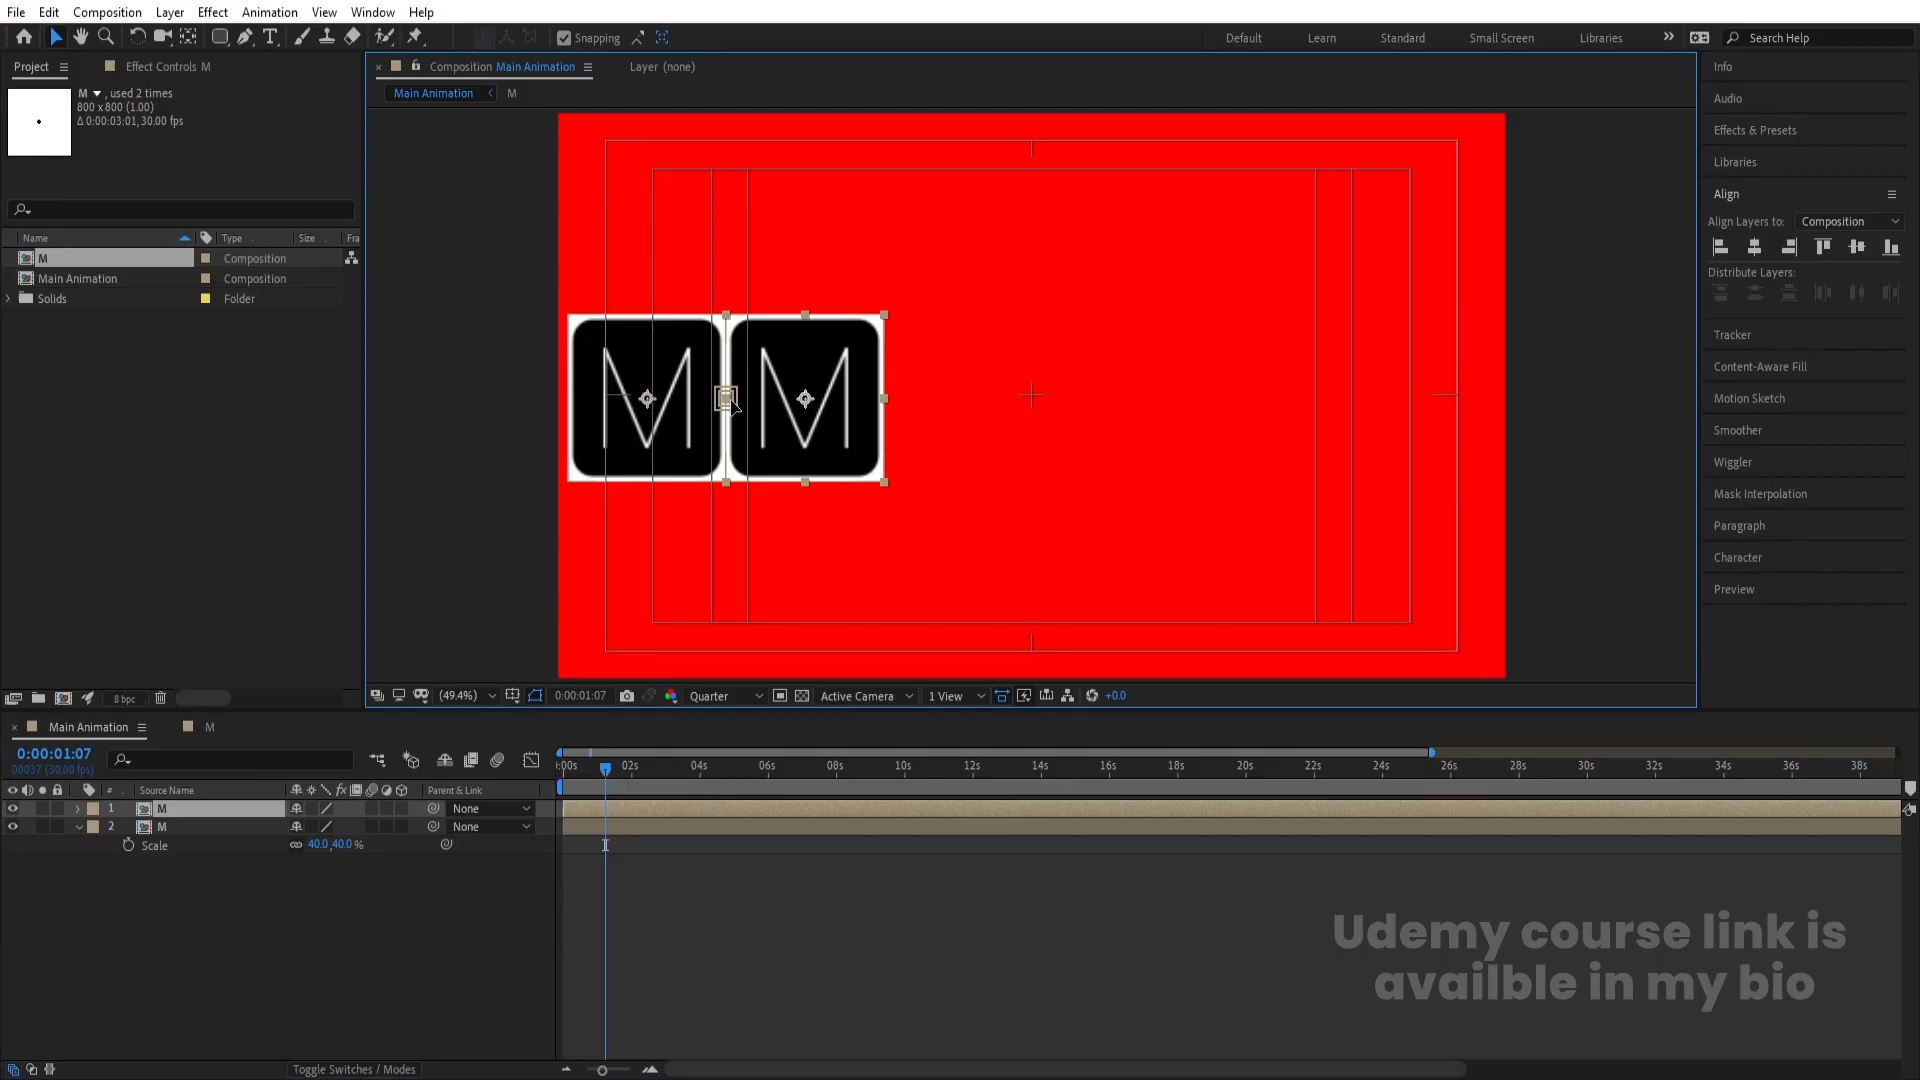 File Edit Composition Layer Effect Animation View Window Help
Snapping Default Learn Standard Small Screen Libraries Search Help
Project Effect Controls M
Composition Main Animation Layer (none)
Main Animation M
M , used 2 times
800 x 800 (1.00)
Δ 0:00:03:01, 30.00 fps
Name Type Size Fra
M Composition
Main Animation Composition
Solids Folder
8 bpc
M M
(49.4%) 0:00:01:07 Quarter Active Camera 1 View +0.0
Info
Audio
Effects & Presets
Libraries
Align
Align Layers to: Composition
Distribute Layers:
Tracker
Content-Aware Fill
Motion Sketch
Smoother
Wiggler
Mask Interpolation
Paragraph
Character
Preview
Main Animation M
0:00:01:07
00037 (30.00 fps)
# Source Name Parent & Link
:00s 02s 04s 06s 08s 10s 12s 14s 16s 18s 20s 22s 24s 26s 28s 30s 32s 34s 36s 38s
1 M None
2 M None
Scale 40.0,40.0%
Toggle Switches / Modes
Udemy course link is
availble in my bio